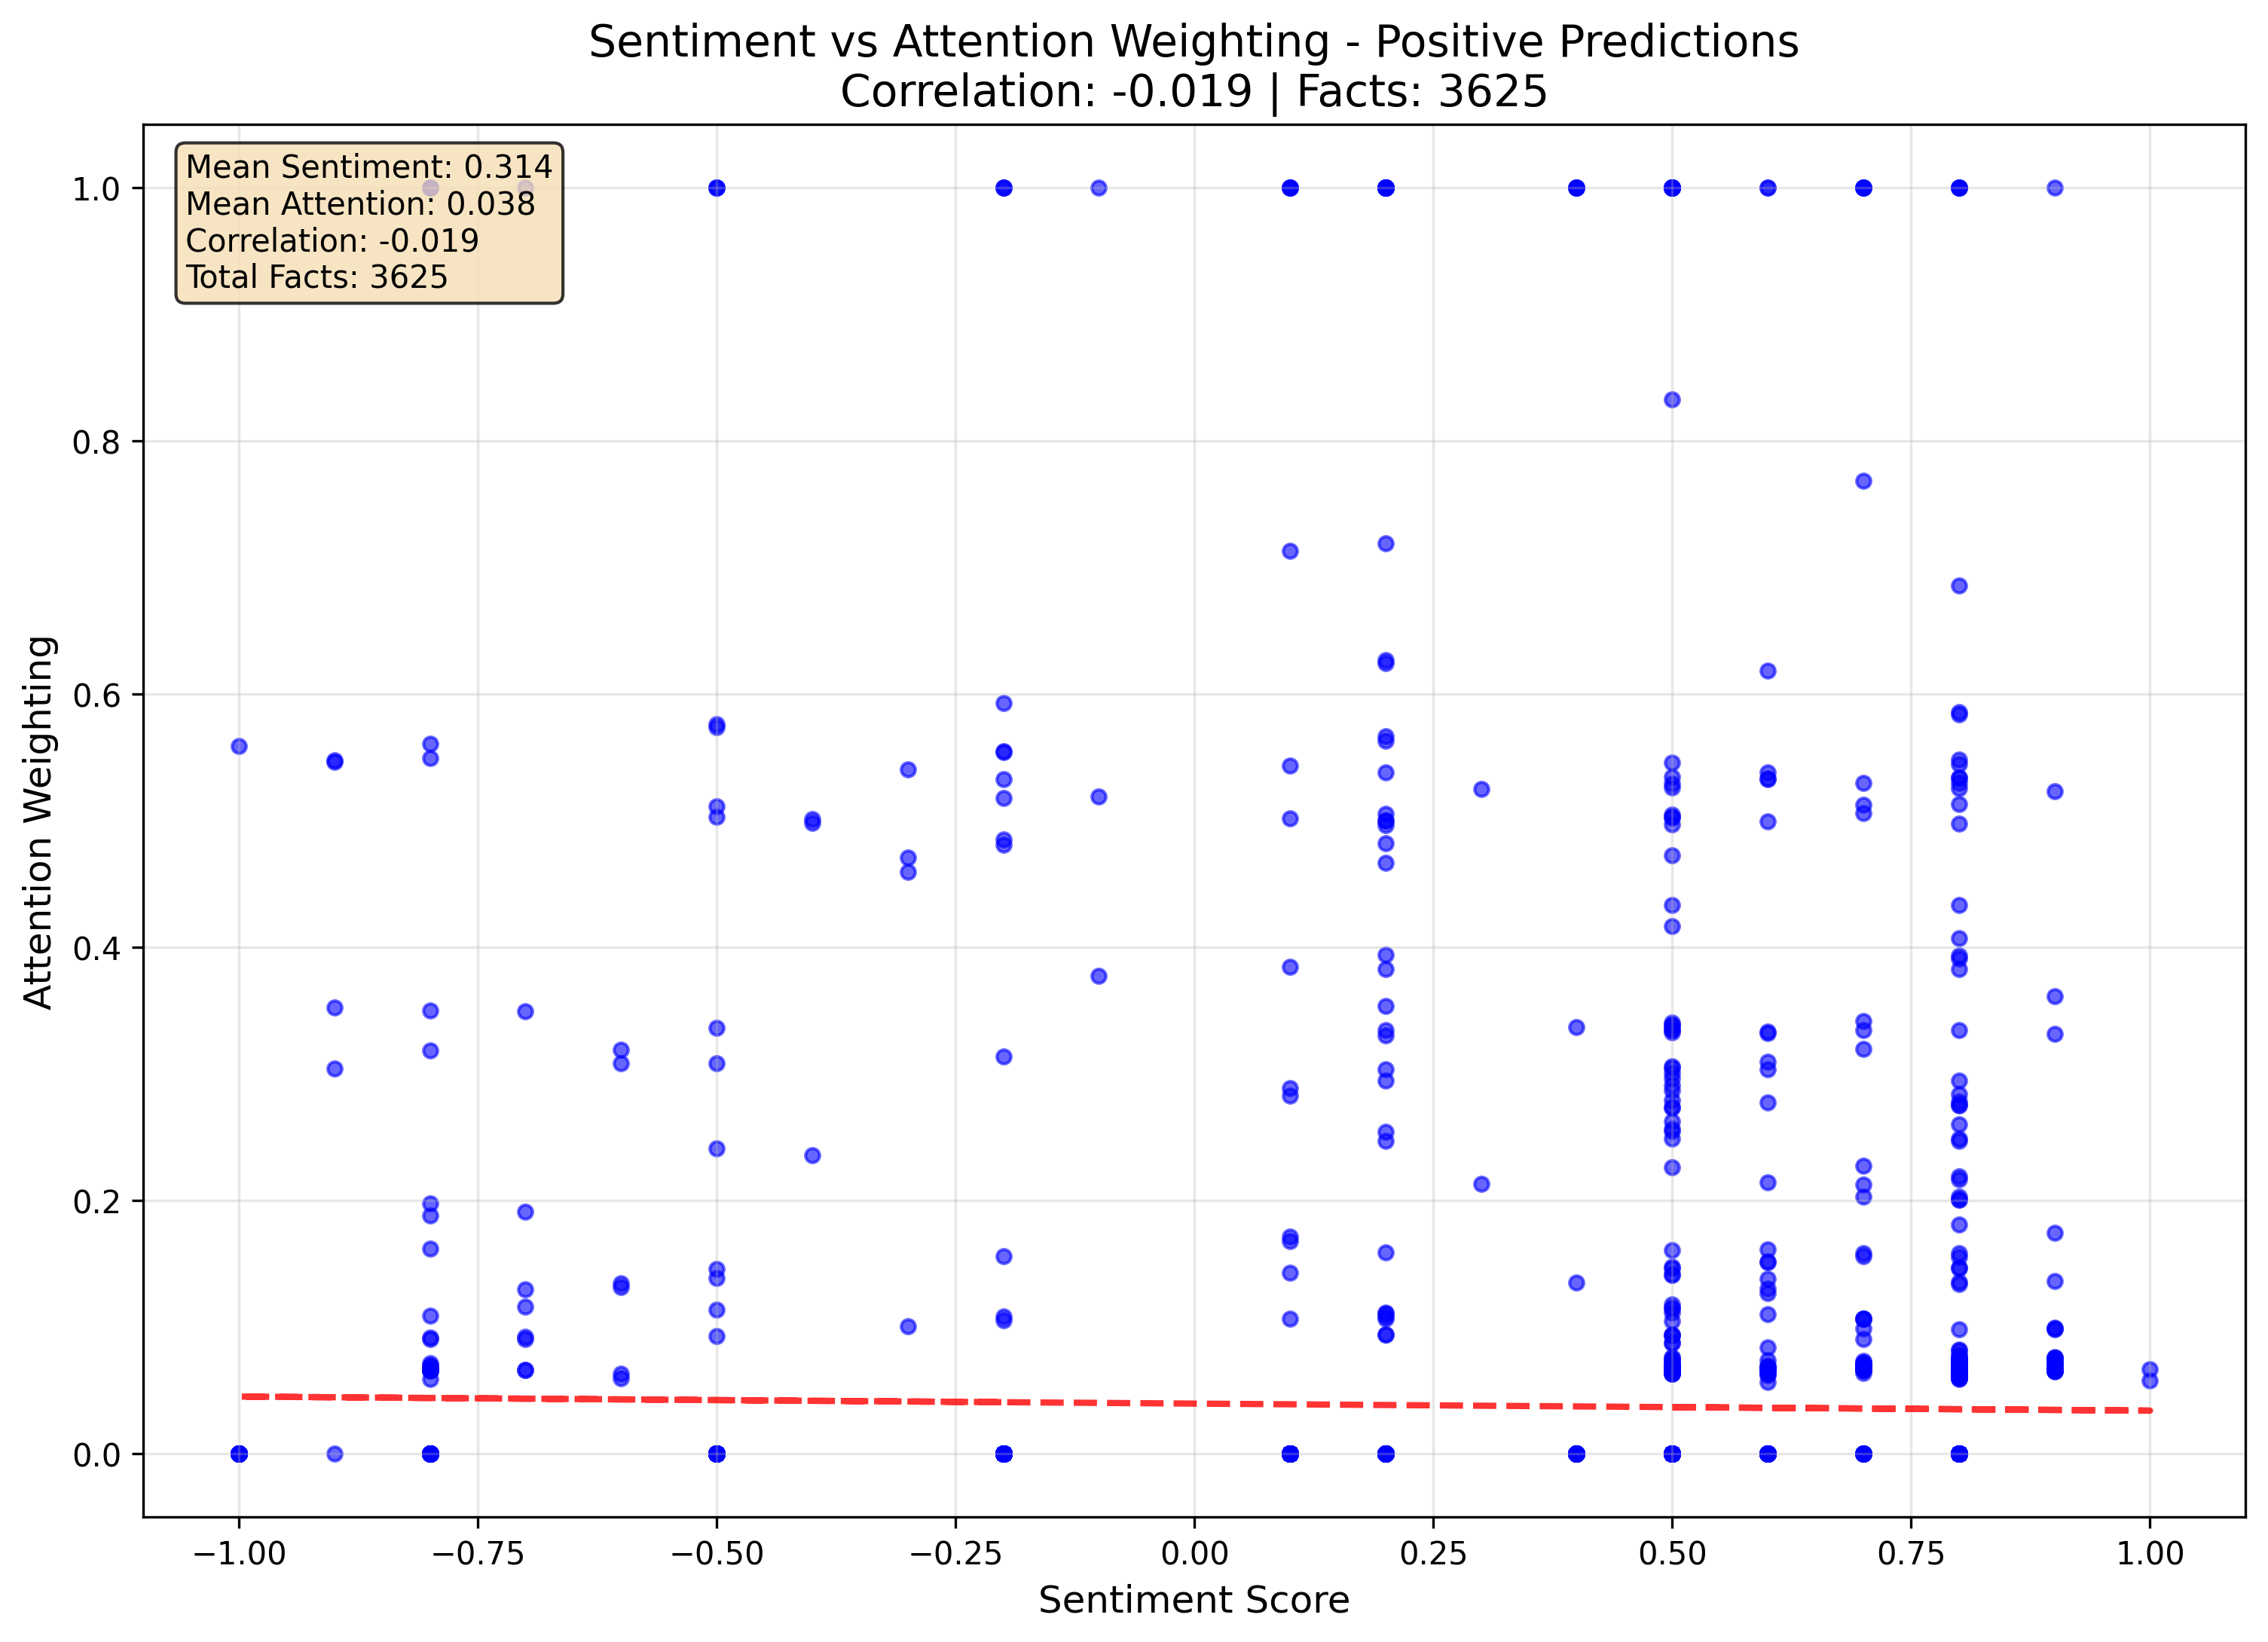 Sentiment vs Attention Weighting - Positive Predictions
Correlation: -0.019 | Facts: 3625
Mean Sentiment: 0.314
Mean Attention: 0.038
Correlation: -0.019
Total Facts: 3625
Attention Weighting
1.0
0.8
0.6
0.4
0.2
0.0
−1.00 −0.75 −0.50 −0.25 0.00 0.25 0.50 0.75 1.00
Sentiment Score